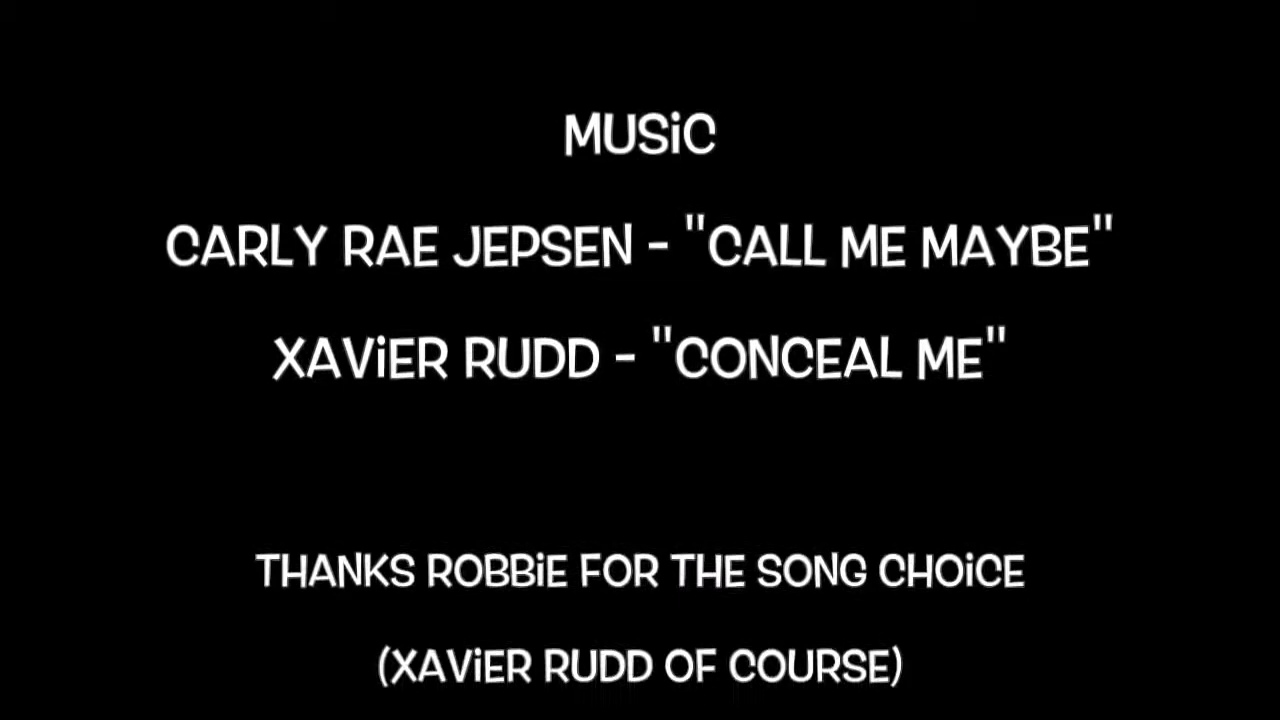 MUSiC
CARLY RAE JEPSEN - "CALL ME MAYBE"
XAViER RUDD - "CONCEAL ME"
THANKS ROBBiE FOR THE SONG CHOiCE
(XAViER RUDD OF COURSE)